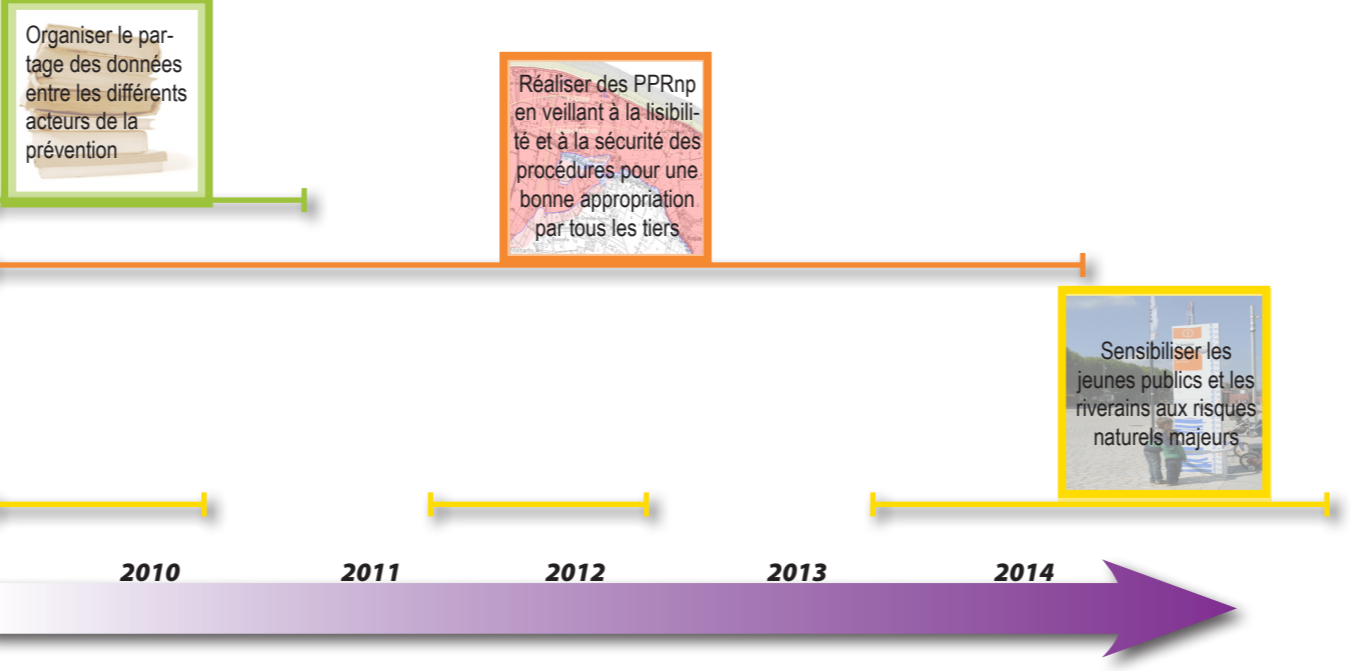 Organiser le par-
tage des données
entre les différents
acteurs de la
prévention
Réaliser des PPRnp
en veillant à la lisibili-
té et à la sécurité des
procédures pour une
bonne appropriation
par tous les tiers
Sensibiliser les
jeunes publics et les
riverains aux risques
naturels majeurs
2010 2011 2012 2013 2014